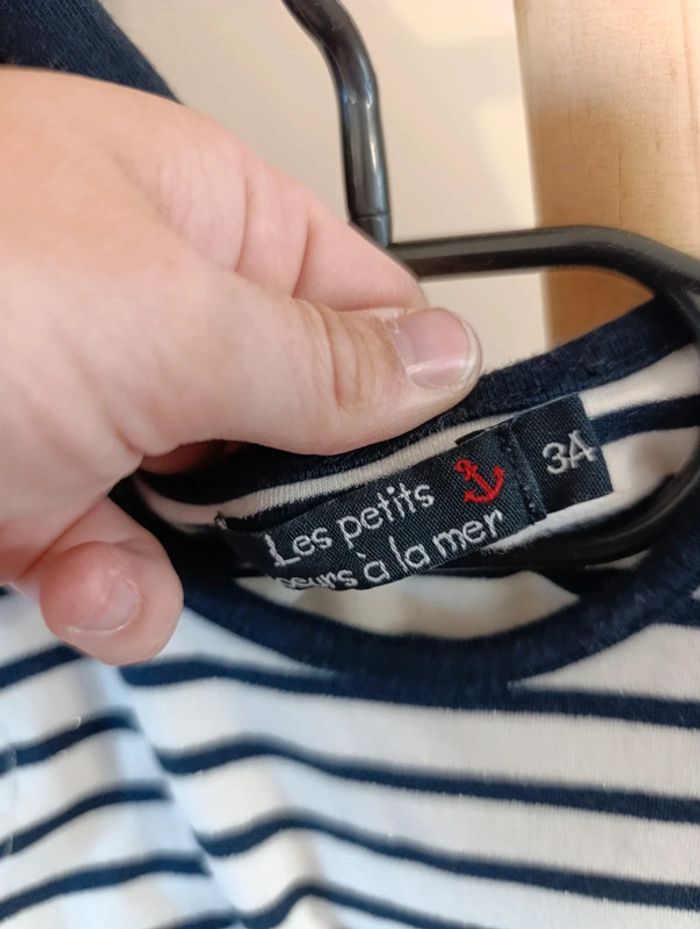 Les petits
à la mer
3A